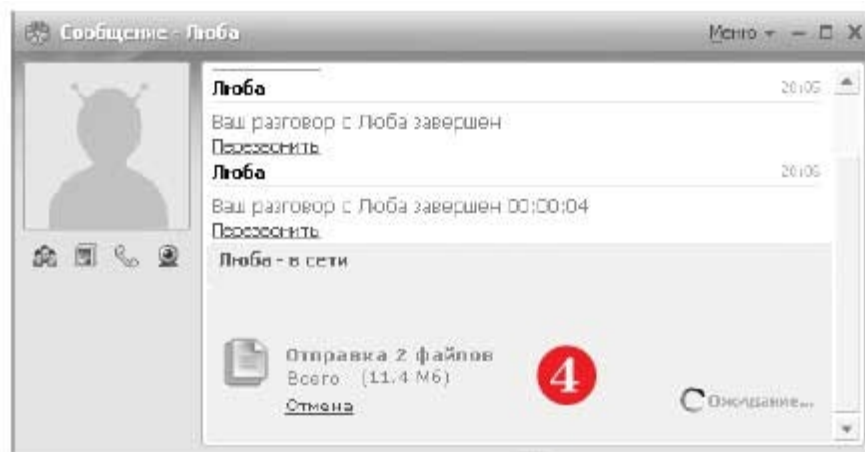 Сообщение - Люба
Меню
Люба 20:05
Ваш разговор с Люба завершен
Перезвонить
Люба 20:05
Ваш разговор с Люба завершен 00:00:04
Перезвонить
Люба - в сети
Отправка 2 файлов
Всего (11.4 Мб)
4
Отмена
Ожидание...